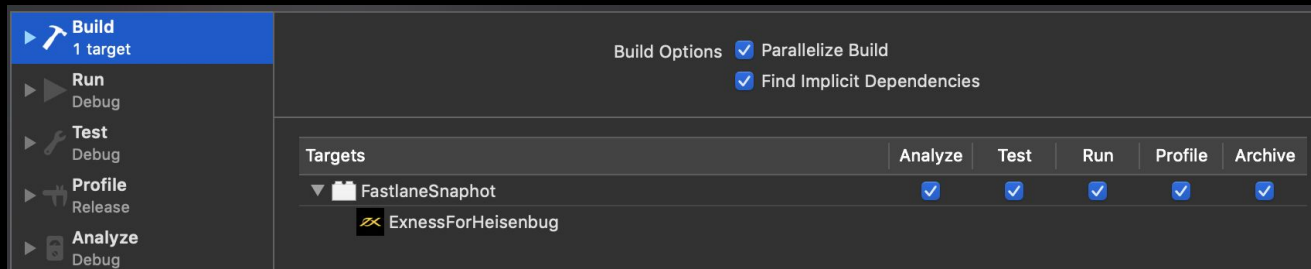 Build
1 target
Run
Debug
Test
Debug
Profile
Release
Analyze
Debug
Build Options Parallelize Build
Find Implicit Dependencies
Targets Analyze Test Run Profile Archive
FastlaneSnaphot
ExnessForHeisenbug